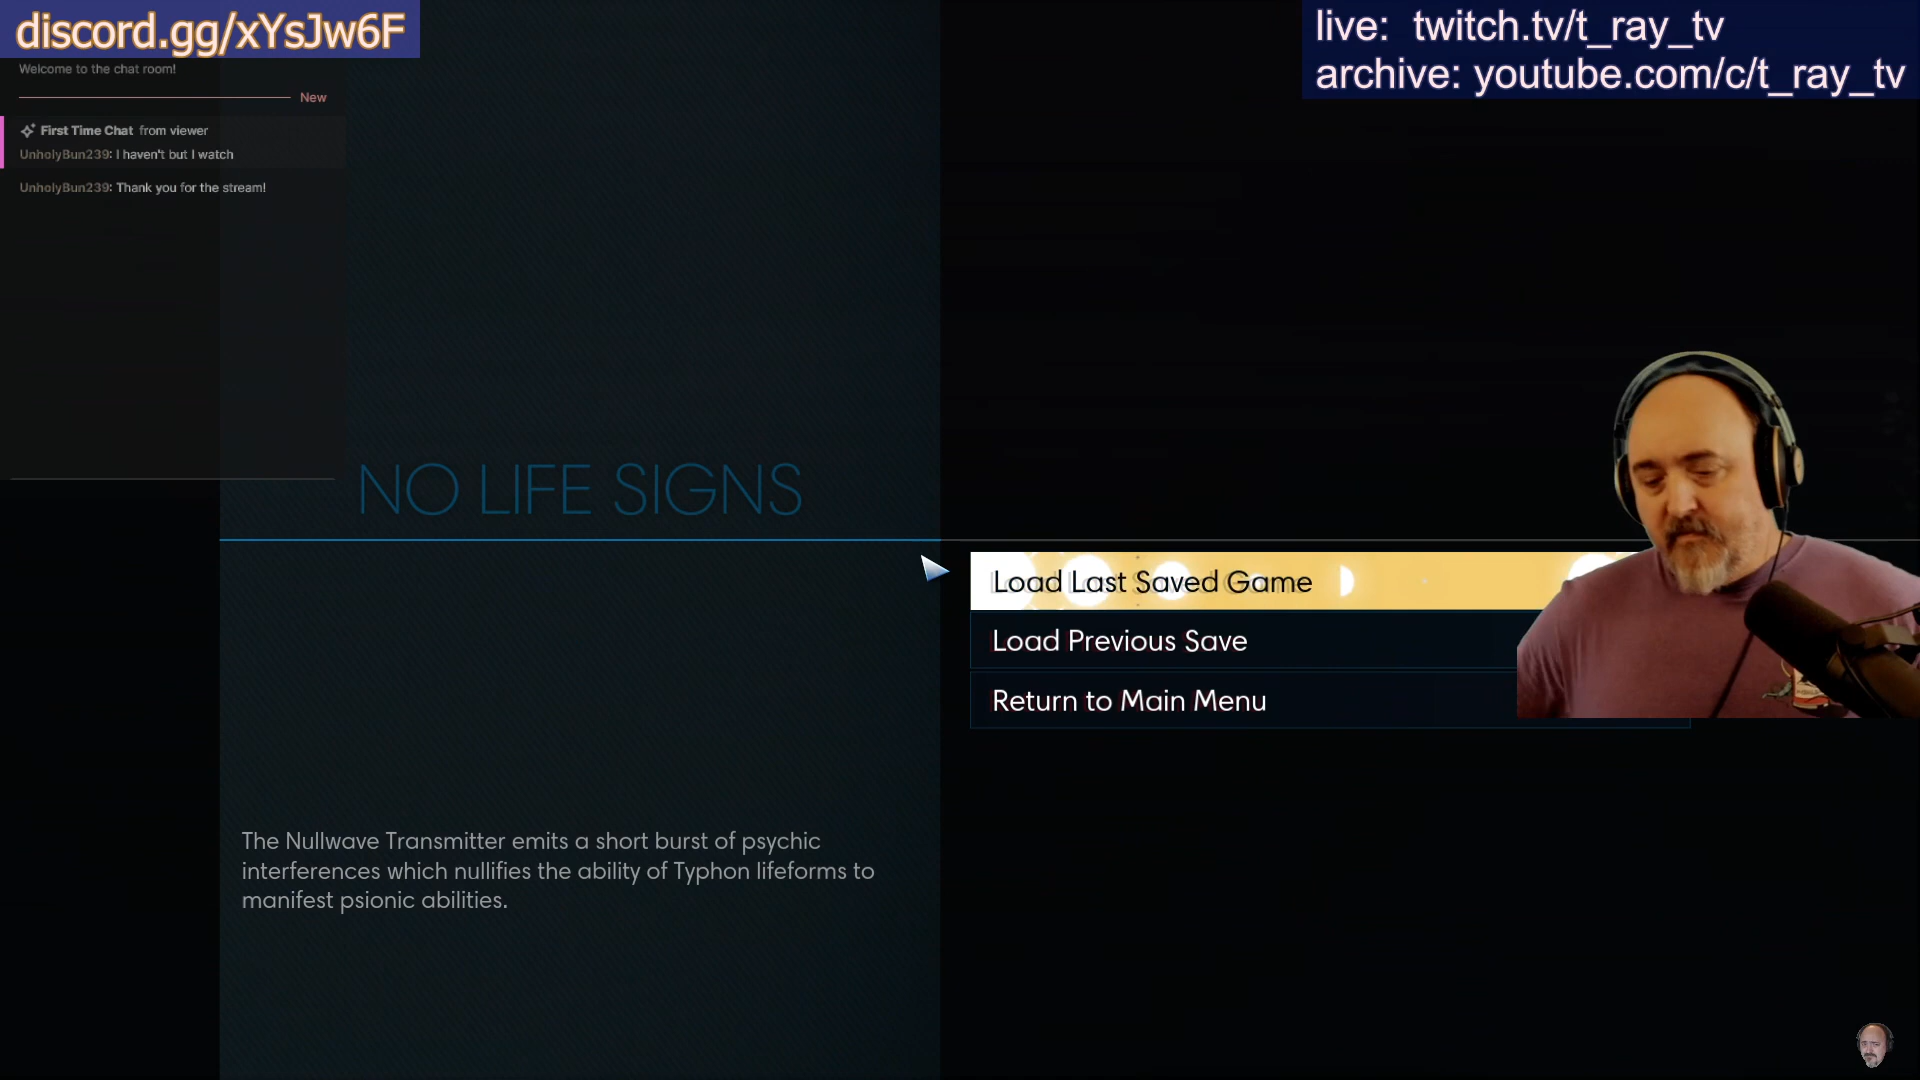 discord.gg/xYsJw6F
live: twitch.tv/t_ray_tv
archive: youtube.com/c/t_ray_tv
Welcome to the chat room!
New
First Time Chat from viewer
UnholyBun239: I haven't but I watch
UnholyBun239: Thank you for the stream!
NO LIFE SIGNS
Load Last Saved Game
Load Previous Save
Return to Main Menu
The Nullwave Transmitter emits a short burst of psychic
interferences which nullifies the ability of Typhon lifeforms to
manifest psionic abilities.